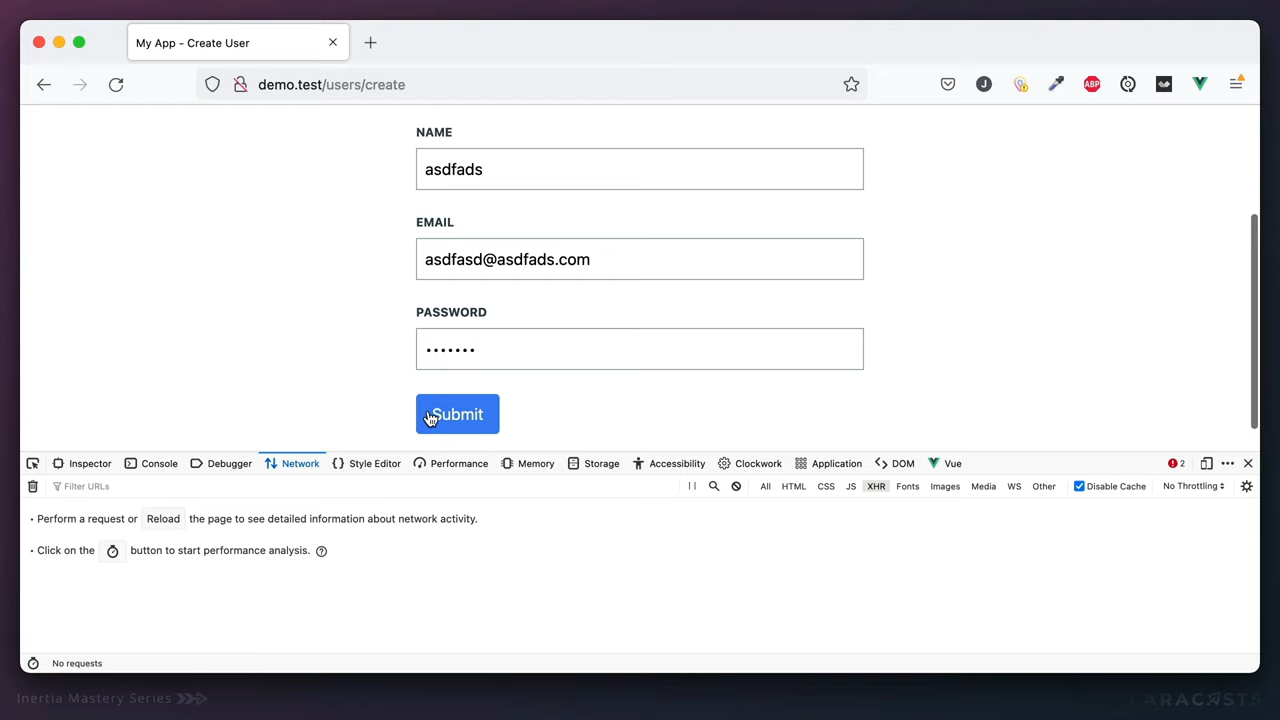 My App - Create User
demo.test/users/create
J
ABP
NAME
asdfads
EMAIL
asdfasd@asdfads.com
PASSWORD
•••••••
Submit
Inspector Console Debugger Network Style Editor Performance Memory Storage Accessibility Clockwork Application DOM Vue 2
Filter URLs All HTML CSS JS XHR Fonts Images Media WS Other Disable Cache No Throttling
• Perform a request or Reload the page to see detailed information about network activity.
• Click on the button to start performance analysis. ?
No requests
Inertia Mastery Series
LARACASTS